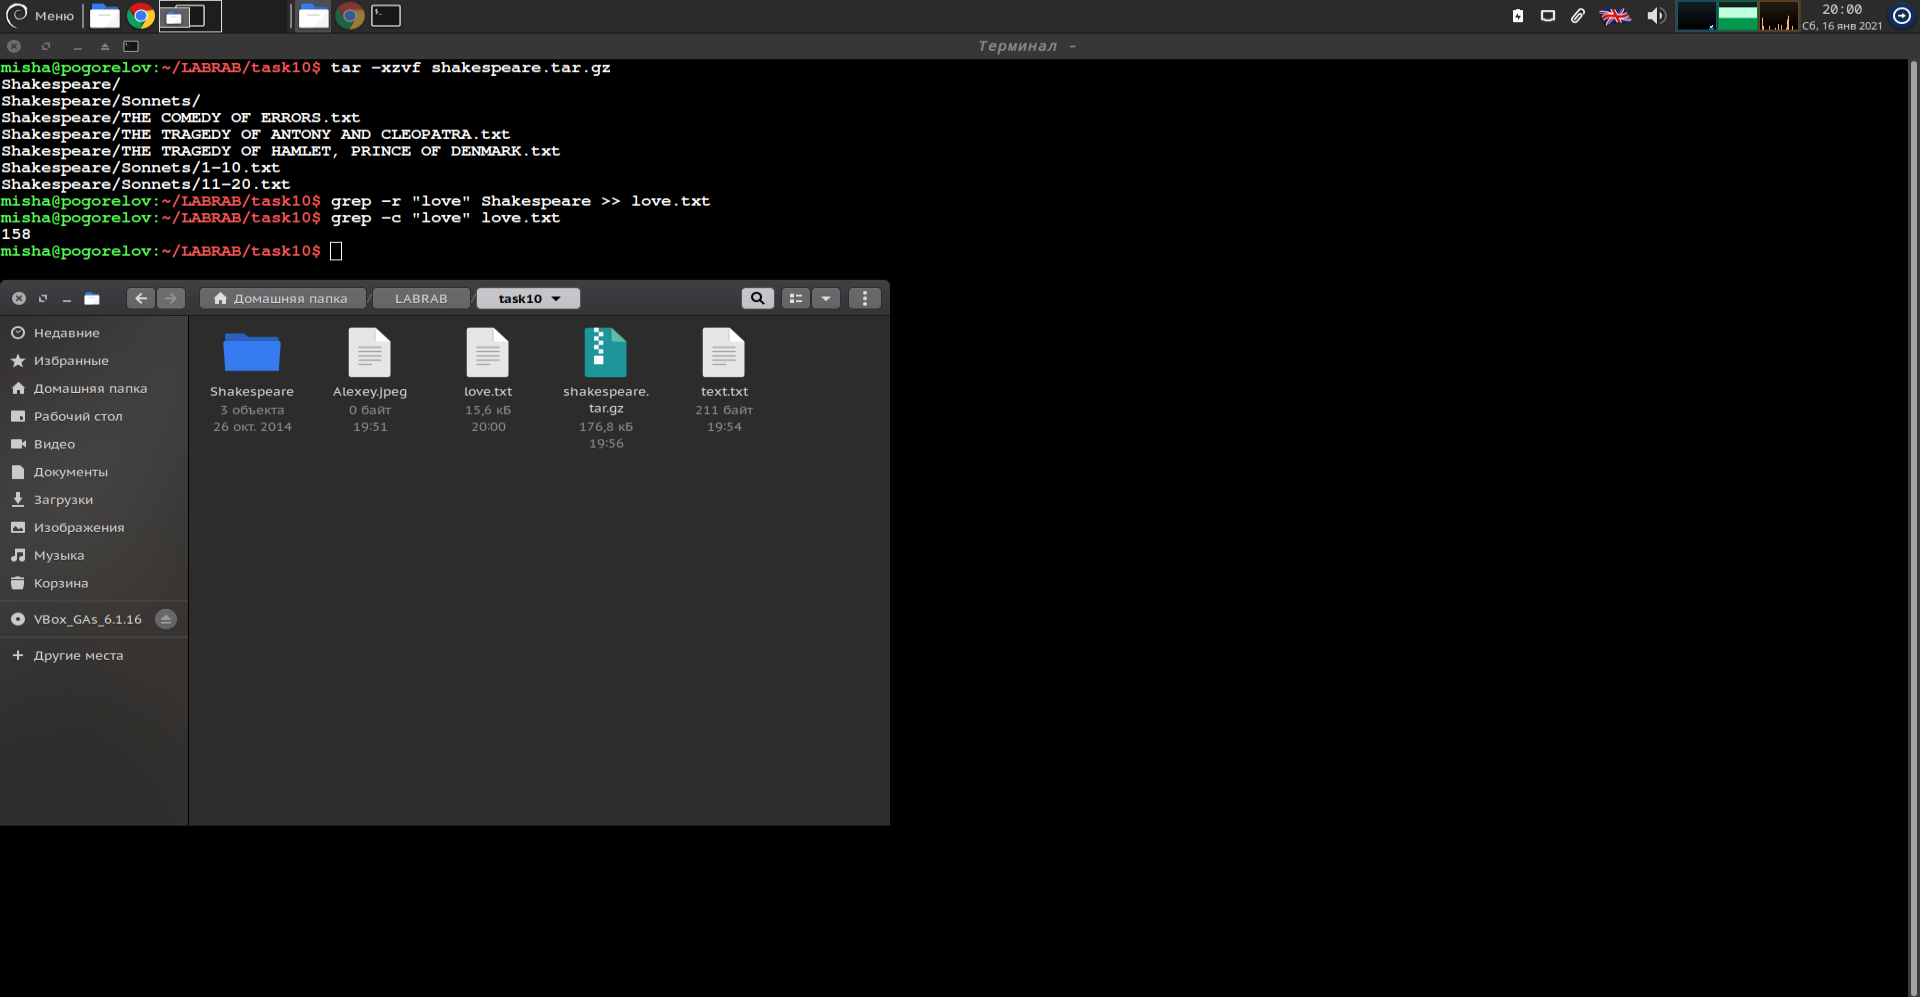 Меню
20:00
Сб, 16 янв 2021
Терминал -
misha@pogorelov:~/LABRAB/task10$ tar -xzvf shakespeare.tar.gz
Shakespeare/
Shakespeare/Sonnets/
Shakespeare/THE COMEDY OF ERRORS.txt
Shakespeare/THE TRAGEDY OF ANTONY AND CLEOPATRA.txt
Shakespeare/THE TRAGEDY OF HAMLET, PRINCE OF DENMARK.txt
Shakespeare/Sonnets/1-10.txt
Shakespeare/Sonnets/11-20.txt
misha@pogorelov:~/LABRAB/task10$ grep -r "love" Shakespeare >> love.txt
misha@pogorelov:~/LABRAB/task10$ grep -c "love" love.txt
158
misha@pogorelov:~/LABRAB/task10$
Домашняя папка / LABRAB / task10
Недавние
Избранные
Домашняя папка
Рабочий стол
Видео
Документы
Загрузки
Изображения
Музыка
Корзина
VBox_GAs_6.1.16
+ Другие места
Shakespeare
3 объекта
26 окт. 2014
Alexey.jpeg
0 байт
19:51
love.txt
15,6 кБ
20:00
shakespeare.
tar.gz
176,8 кБ
19:56
text.txt
211 байт
19:54